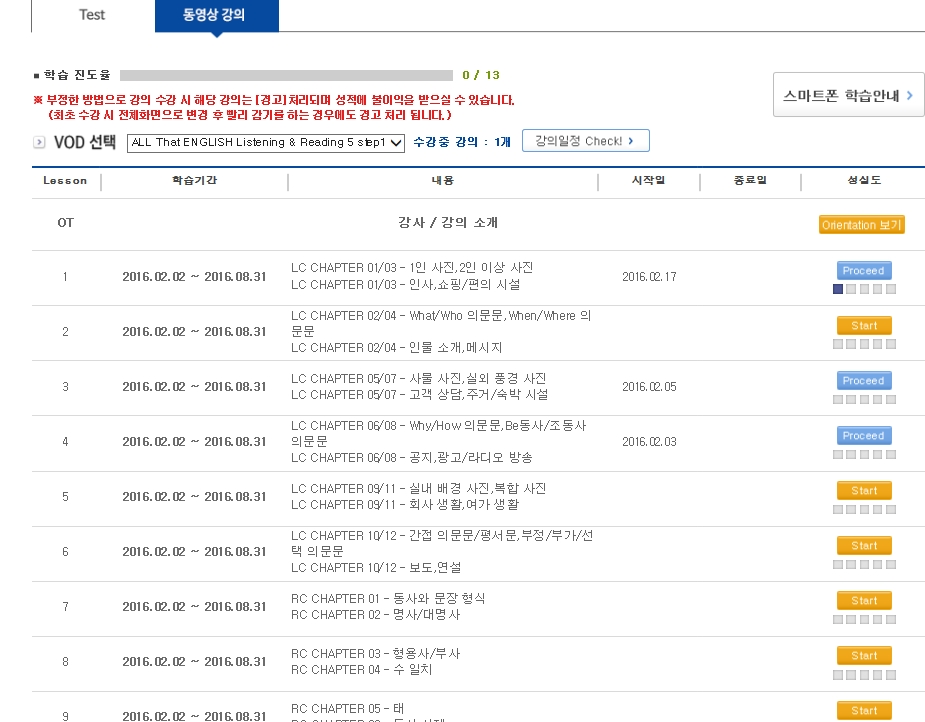 Test 동영상 강의
■ 학습 진도율 0 / 13
※ 부정한 방법으로 강의 수강 시 해당 강의는 [경고]처리되며 성적에 불이익을 받으실 수 있습니다.
(최초 수강 시 전체화면으로 변경 후 빨리 감기를 하는 경우에도 경고 처리 됩니다.)
스마트폰 학습안내 >
VOD 선택 ALL That ENGLISH Listening & Reading 5 step1 수강중 강의 : 1개 강의일정 Check! >
Lesson 학습기간 내용 시작일 종료일 성실도
OT 강사 / 강의 소개 Orientation 보기
1 2016.02.02 ~ 2016.08.31 LC CHAPTER 01/03 - 1인 사진,2인 이상 사진 2016.02.17 Proceed
LC CHAPTER 01/03 - 인사,쇼핑/편의 시설
2 2016.02.02 ~ 2016.08.31 LC CHAPTER 02/04 - What/Who 의문문,When/Where 의 Start
문문
LC CHAPTER 02/04 - 인물 소개,메시지
3 2016.02.02 ~ 2016.08.31 LC CHAPTER 05/07 - 사물 사진,실외 풍경 사진 2016.02.05 Proceed
LC CHAPTER 05/07 - 고객 상담,주거/숙박 시설
4 2016.02.02 ~ 2016.08.31 LC CHAPTER 06/08 - Why/How 의문문,Be동사/조동사 2016.02.03 Proceed
의문문
LC CHAPTER 06/08 - 공지,광고/라디오 방송
5 2016.02.02 ~ 2016.08.31 LC CHAPTER 09/11 - 실내 배경 사진,복합 사진 Start
LC CHAPTER 09/11 - 회사 생활,여가 생활
6 2016.02.02 ~ 2016.08.31 LC CHAPTER 10/12 - 간접 의문문/평서문,부정/부가/선 Start
택 의문문
LC CHAPTER 10/12 - 보도,연설
7 2016.02.02 ~ 2016.08.31 RC CHAPTER 01 - 동사와 문장 형식 Start
RC CHAPTER 02 - 명사/대명사
8 2016.02.02 ~ 2016.08.31 RC CHAPTER 03 - 형용사/부사 Start
RC CHAPTER 04 - 수 일치
9 2016.02.02 ~ 2016.08.31 RC CHAPTER 05 - 태 Start